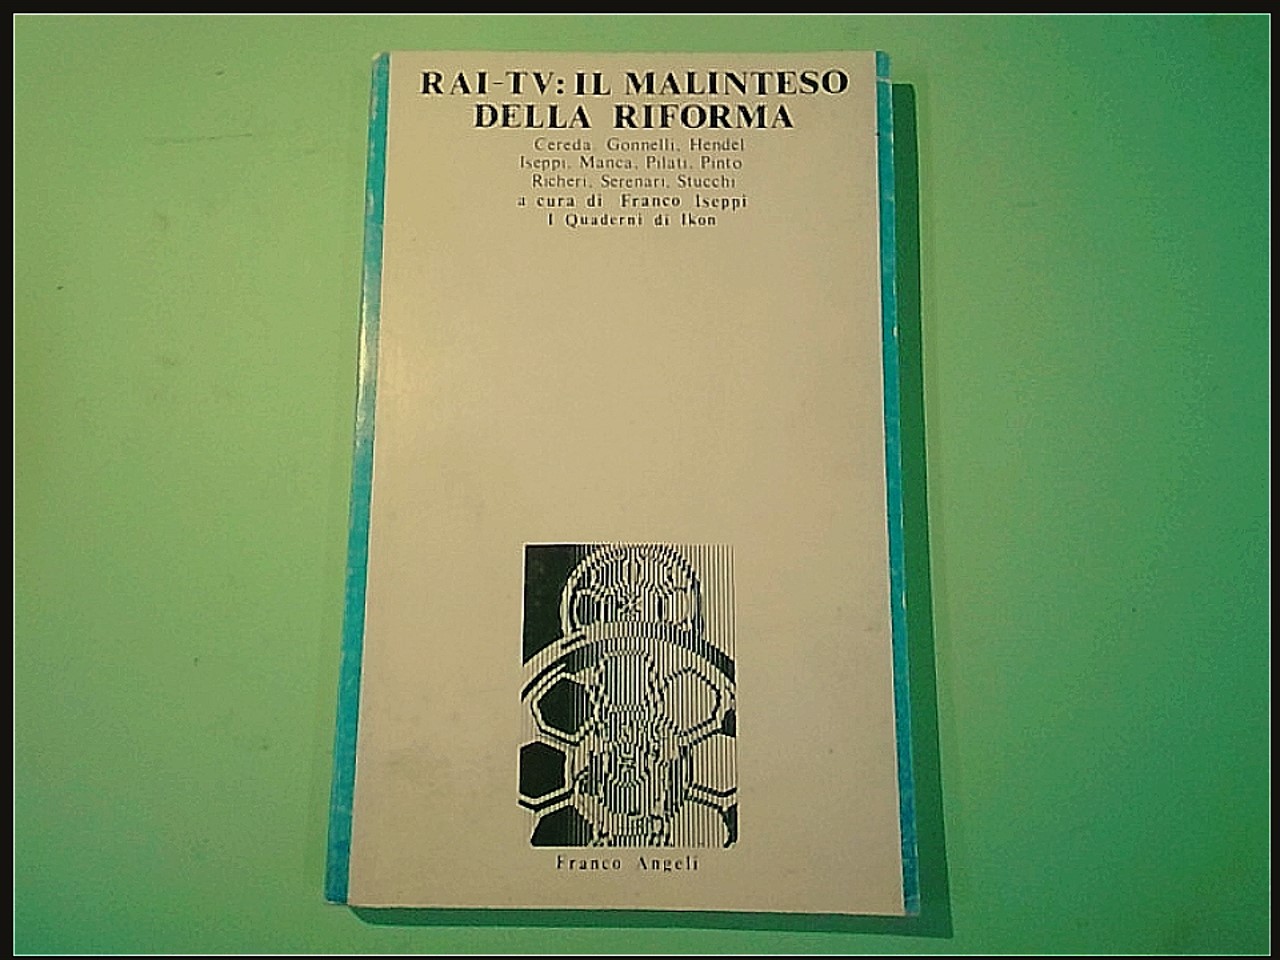 RAI-TV: IL MALINTESO
DELLA RIFORMA
Cereda, Gonnelli, Hendel
Iseppi, Manca, Pilati, Pinto
Richeri, Serenari, Stucchi
a cura di Franco Iseppi
I Quaderni di Ikon
Franco Angeli